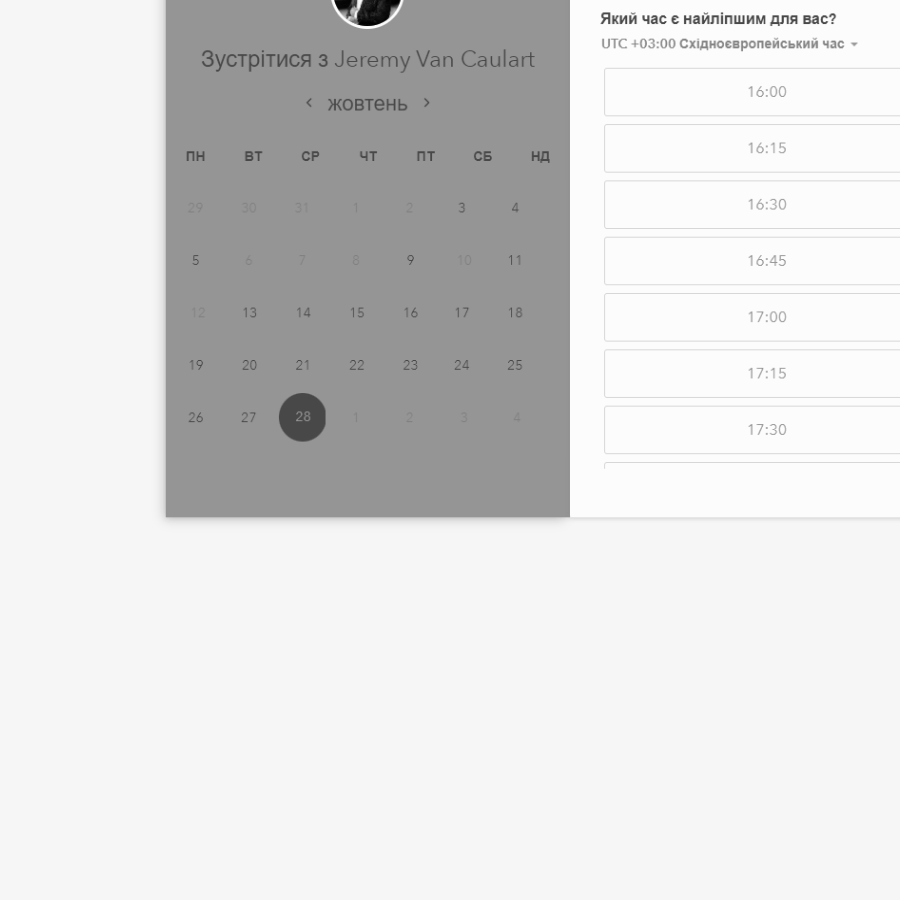 Зустрітися з Jeremy Van Caulart
жовтень
ПН ВТ СР ЧТ ПТ СБ НД
29 30 31 1 2 3 4
5 6 7 8 9 10 11
12 13 14 15 16 17 18
19 20 21 22 23 24 25
26 27 28 1 2 3 4
Який час є найліпшим для вас?
UTC +03:00 Східноєвропейський час
16:00
16:15
16:30
16:45
17:00
17:15
17:30